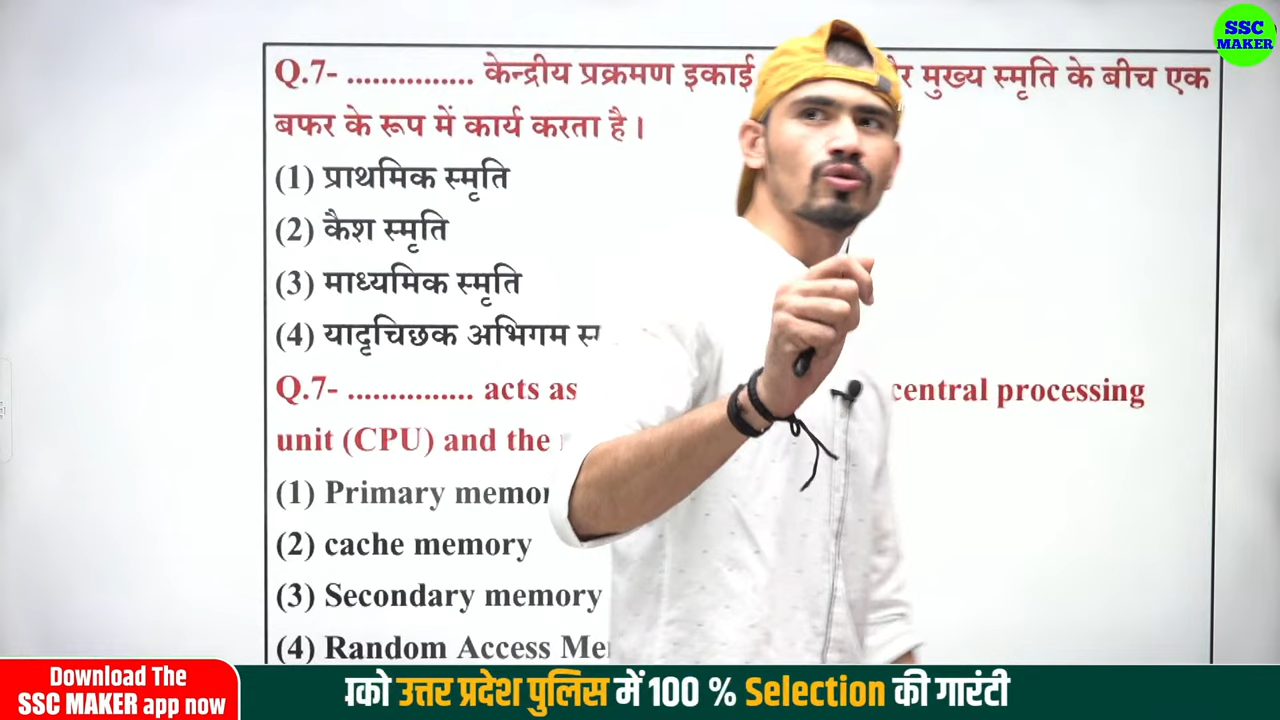 SSC
MAKER
Q.7- ............... केन्द्रीय प्रक्रमण इकाई मुख्य स्मृति के बीच एक
बफर के रूप में कार्य करता है ।
(1) प्राथमिक स्मृति
(2) कैश स्मृति
(3) माध्यमिक स्मृति
(4) यादृचिछक अभिगम
Q.7- ............... acts as central processing
unit (CPU) and the
(1) Primary
(2) cache memory
(3) Secondary memory
(4) Random Access
Download The
SSC MAKER app now
उत्तर प्रदेश पुलिस में 100 % Selection की गारंटी